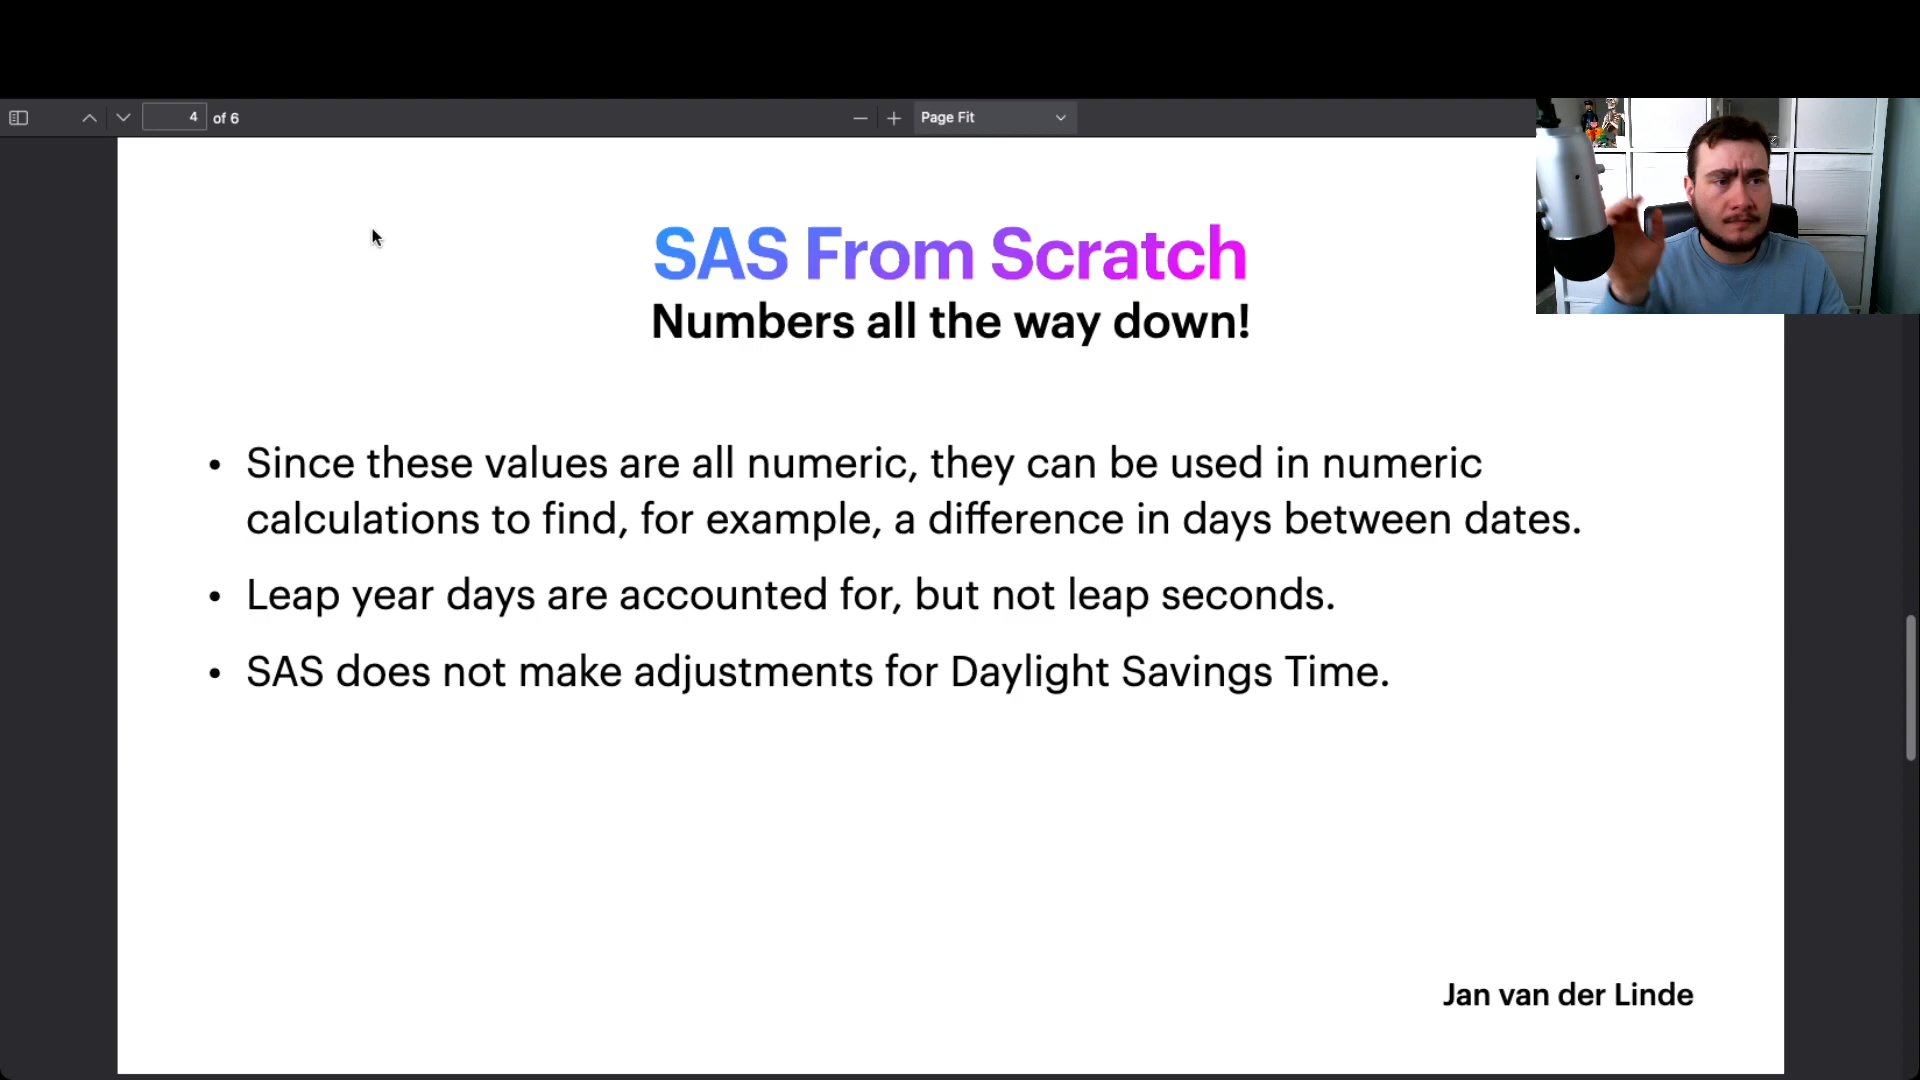 4 of 6
Page Fit
SAS From Scratch
Numbers all the way down!
• Since these values are all numeric, they can be used in numeric
calculations to find, for example, a difference in days between dates.
• Leap year days are accounted for, but not leap seconds.
• SAS does not make adjustments for Daylight Savings Time.
Jan van der Linde